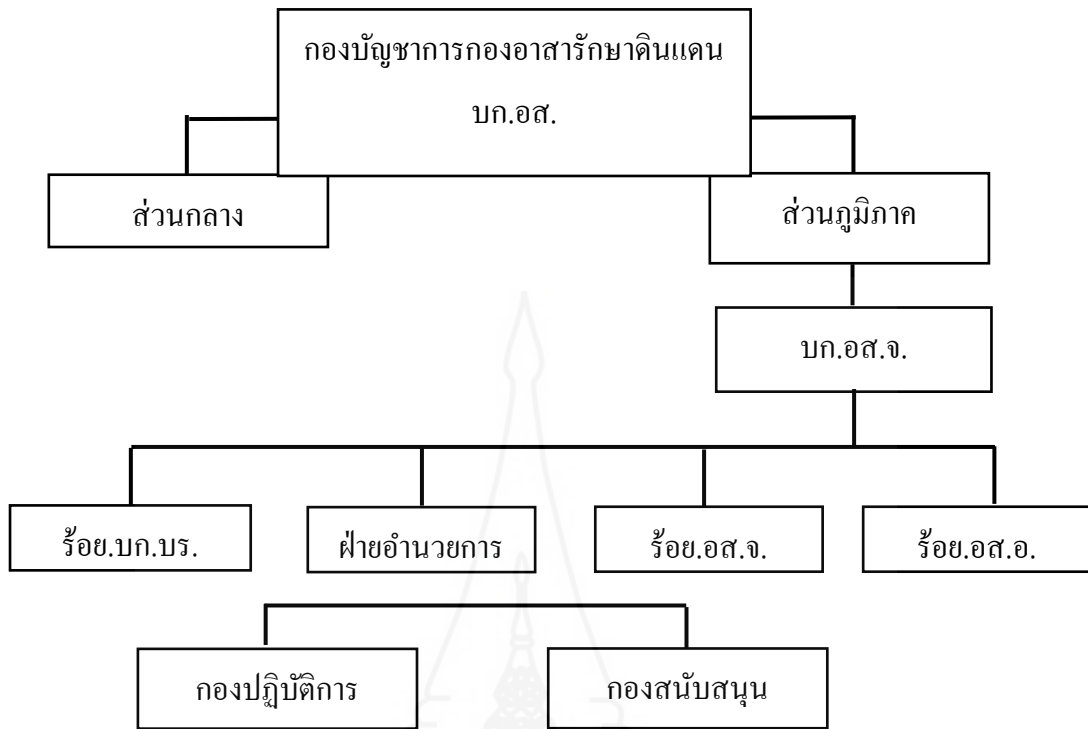 กองบัญชาการกองอาสารักษาดินแดน
บก.อส.
ส่วนกลาง
ส่วนภูมิภาค
บก.อส.จ.
ร้อย.บก.บร.
ฝ่ายอำนวยการ
ร้อย.อส.จ.
ร้อย.อส.อ.
กองปฏิบัติการ
กองสนับสนุน